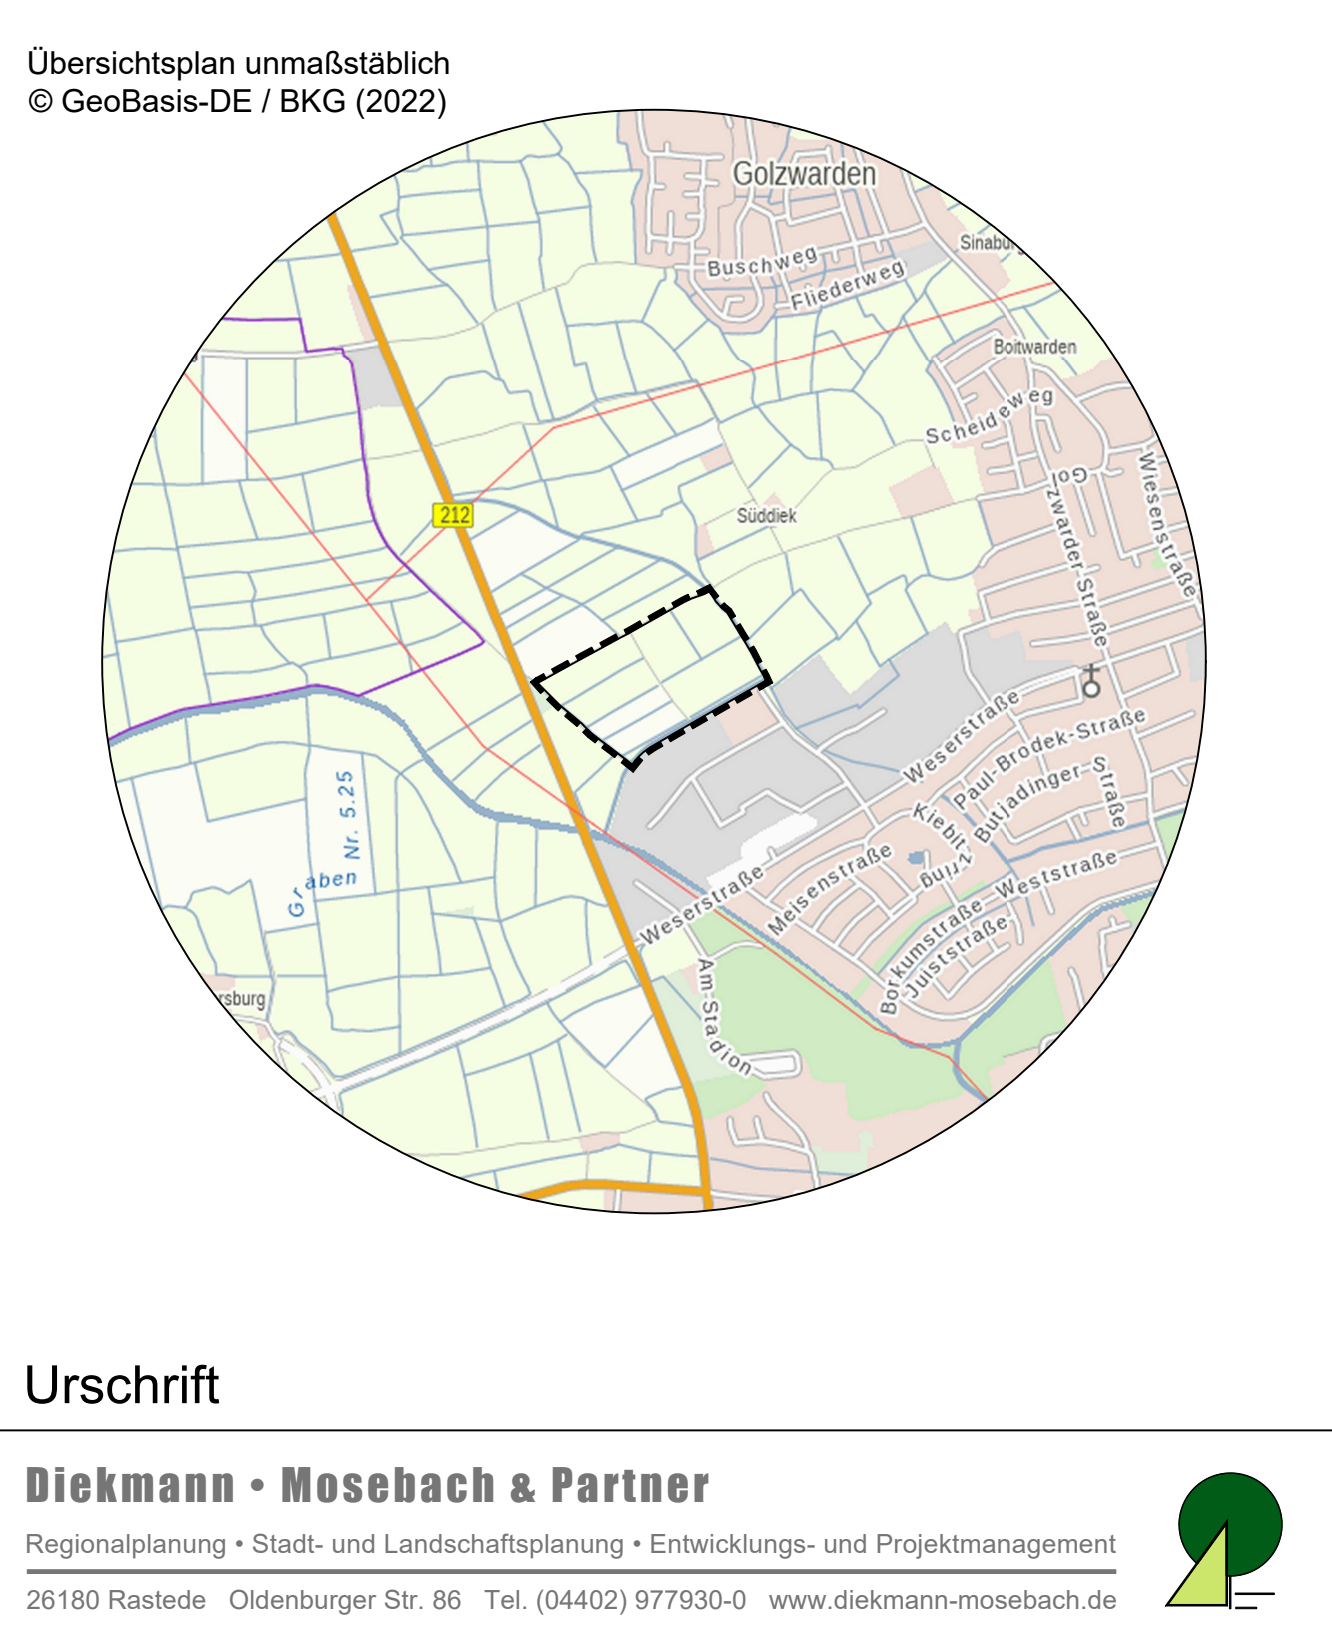 Übersichtsplan unmaßstäblich
© GeoBasis-DE / BKG (2022)
Golzwarden
Sinabur
Buschweg
Fliederweg
Boitwarden
Scheideweg
Wiesenstraße
Golzwarder-Straße
212
Süddiek
Weserstraße
Paul-Brodek-Straße
Butjadinger-Straße
Kiebitzring
Graben Nr. 5.25
Meisenstraße
Weserstraße
Borkumstraße-Weststraße
Juiststraße
Am-Stadion
rsburg
Urschrift
Diekmann • Mosebach & Partner
Regionalplanung • Stadt- und Landschaftsplanung • Entwicklungs- und Projektmanagement
26180 Rastede Oldenburger Str. 86 Tel. (04402) 977930-0 www.diekmann-mosebach.de